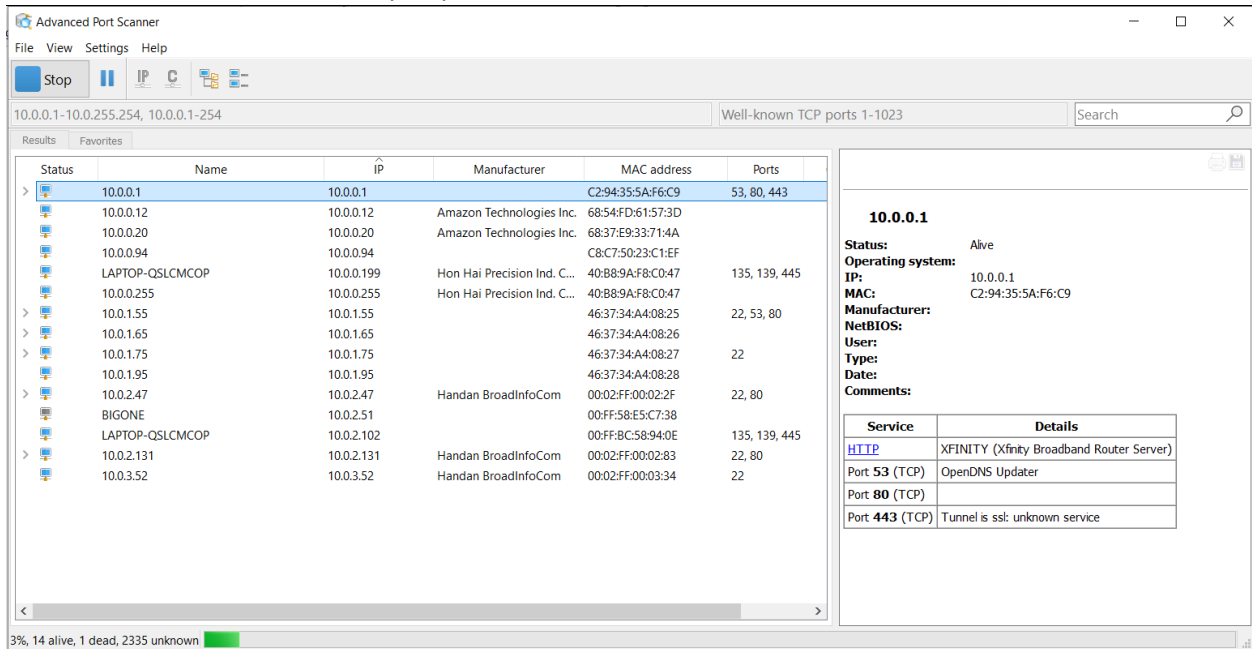 Advanced Port Scanner
File View Settings Help
Stop IP C
10.0.0.1-10.0.255.254, 10.0.0.1-254 Well-known TCP ports 1-1023 Search
Results Favorites
Status Name IP Manufacturer MAC address Ports
10.0.0.1 10.0.0.1 C2:94:35:5A:F6:C9 53, 80, 443
10.0.0.12 10.0.0.12 Amazon Technologies Inc. 68:54:FD:61:57:3D
10.0.0.20 10.0.0.20 Amazon Technologies Inc. 68:37:E9:33:71:4A
10.0.0.94 10.0.0.94 C8:C7:50:23:C1:EF
LAPTOP-QSLCMCOP 10.0.0.199 Hon Hai Precision Ind. C... 40:B8:9A:F8:C0:47 135, 139, 445
10.0.0.255 10.0.0.255 Hon Hai Precision Ind. C... 40:B8:9A:F8:C0:47
10.0.1.55 10.0.1.55 46:37:34:A4:08:25 22, 53, 80
10.0.1.65 10.0.1.65 46:37:34:A4:08:26
10.0.1.75 10.0.1.75 46:37:34:A4:08:27 22
10.0.1.95 10.0.1.95 46:37:34:A4:08:28
10.0.2.47 10.0.2.47 Handan BroadInfoCom 00:02:FF:00:02:2F 22, 80
BIGONE 10.0.2.51 00:FF:58:E5:C7:38
LAPTOP-QSLCMCOP 10.0.2.102 00:FF:BC:58:94:0E 135, 139, 445
10.0.2.131 10.0.2.131 Handan BroadInfoCom 00:02:FF:00:02:83 22, 80
10.0.3.52 10.0.3.52 Handan BroadInfoCom 00:02:FF:00:03:34 22
10.0.0.1
Status: Alive
Operating system:
IP: 10.0.0.1
MAC: C2:94:35:5A:F6:C9
Manufacturer:
NetBIOS:
User:
Type:
Date:
Comments:
Service Details
HTTP XFINITY (Xfinity Broadband Router Server)
Port 53 (TCP) OpenDNS Updater
Port 80 (TCP)
Port 443 (TCP) Tunnel is ssl: unknown service
3%, 14 alive, 1 dead, 2335 unknown